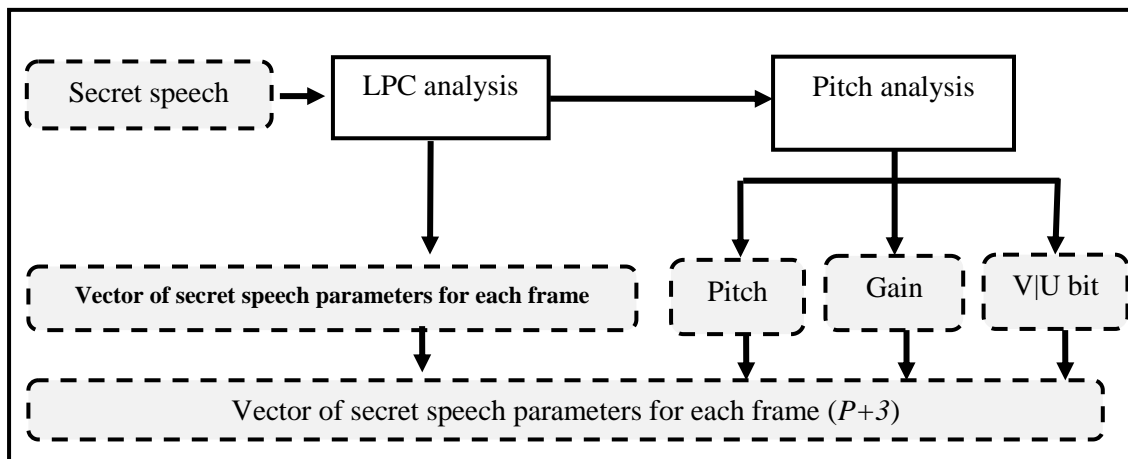 Secret speech
LPC analysis
Pitch analysis
Vector of secret speech parameters for each frame
Pitch
Gain
V|U bit
Vector of secret speech parameters for each frame (P+3)